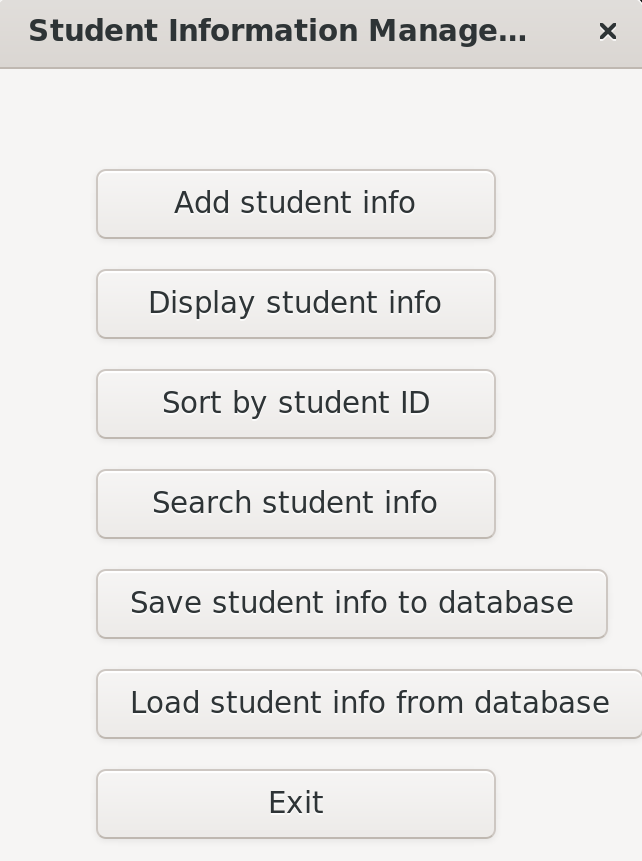 Student Information Manage...
Add student info
Display student info
Sort by student ID
Search student info
Save student info to database
Load student info from database
Exit